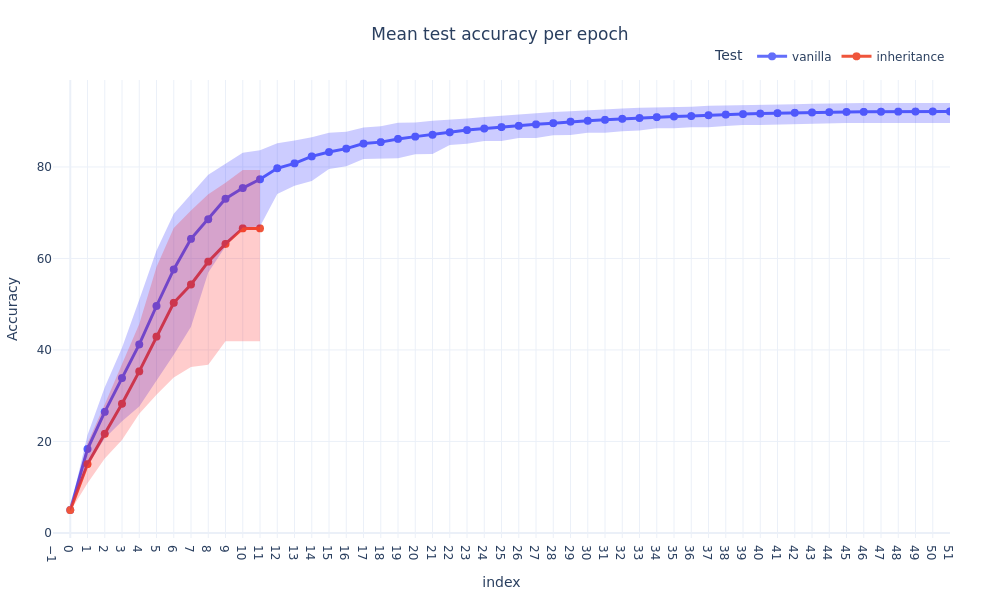 Mean test accuracy per epoch
Test vanilla inheritance
Accuracy
80
60
40
20
0
−1 0 1 2 3 4 5 6 7 8 9 10 11 12 13 14 15 16 17 18 19 20 21 22 23 24 25 26 27 28 29 30 31 32 33 34 35 36 37 38 39 40 41 42 43 44 45 46 47 48 49 50 51
index